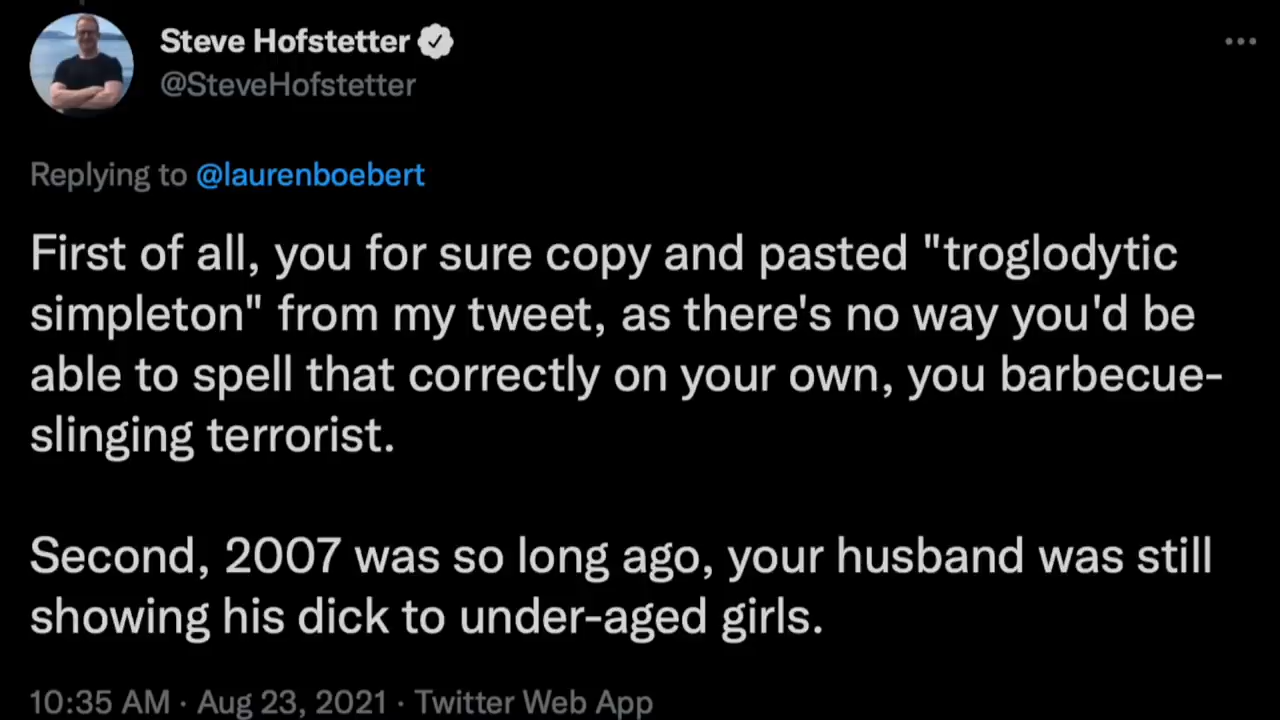 Steve Hofstetter
@SteveHofstetter
Replying to @laurenboebert
First of all, you for sure copy and pasted "troglodytic
simpleton" from my tweet, as there's no way you'd be
able to spell that correctly on your own, you barbecue-
slinging terrorist.
Second, 2007 was so long ago, your husband was still
showing his dick to under-aged girls.
10:35 AM · Aug 23, 2021 · Twitter Web App